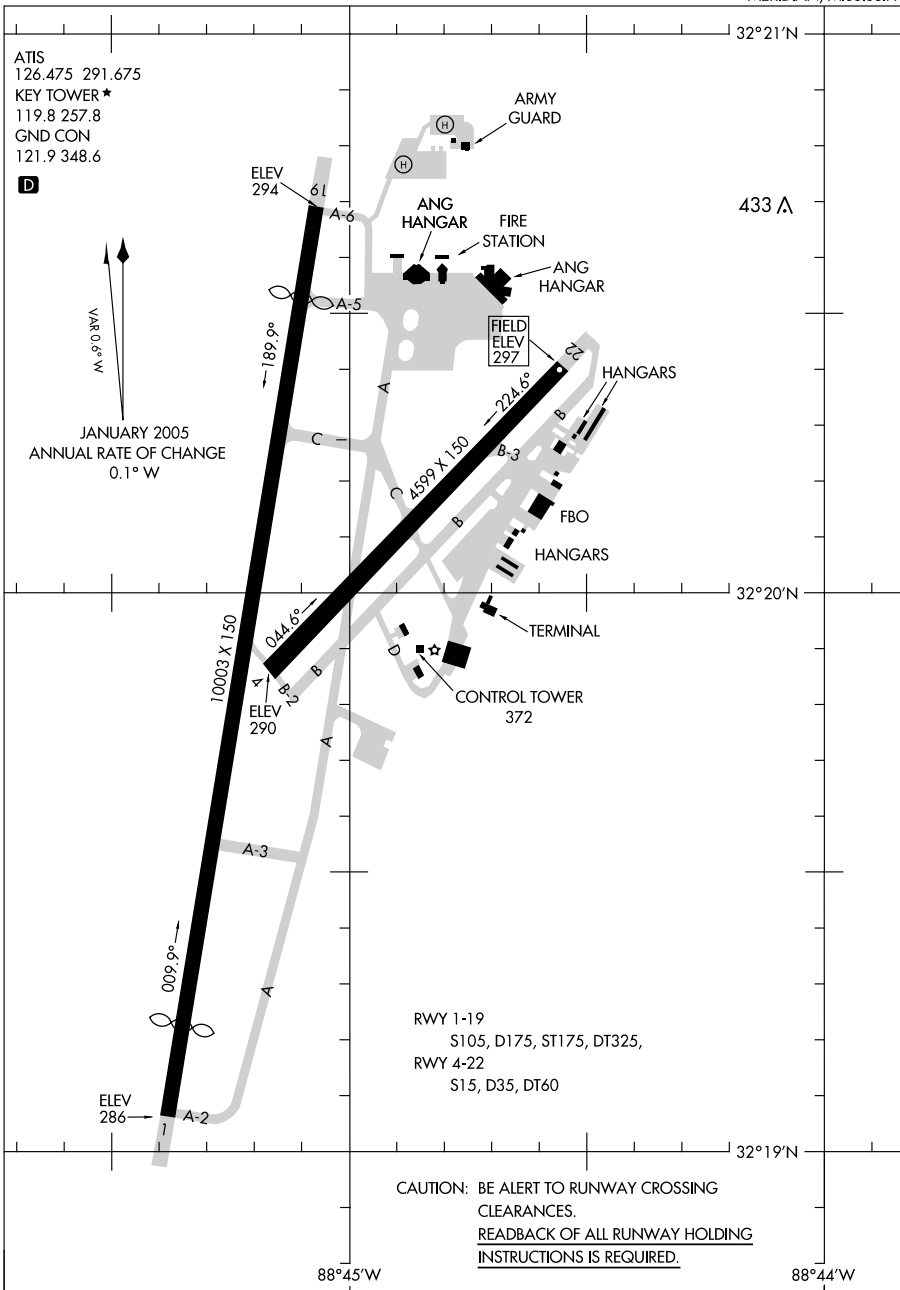 32°21'N
ATIS
126.475 291.675
KEY TOWER★
119.8 257.8
GND CON
121.9 348.6
D
ARMY
GUARD
H
H
ELEV
294
19
A-6
433
ANG
HANGAR
FIRE
STATION
ANG
HANGAR
A-5
VAR 0.6° W
189.9°
FIELD
ELEV
297
22
HANGARS
224.6°
A
B
JANUARY 2005
ANNUAL RATE OF CHANGE
0.1° W
C
B-3
4599 X 150
C
B
FBO
HANGARS
32°20'N
044.6°
10003 X 150
TERMINAL
D
B
4
B-2
ELEV
290
CONTROL TOWER
372
A
A-3
009.9°
A
RWY 1-19
S105, D175, ST175, DT325,
RWY 4-22
S15, D35, DT60
ELEV
286
A-2
1
32°19'N
CAUTION: BE ALERT TO RUNWAY CROSSING
CLEARANCES.
READBACK OF ALL RUNWAY HOLDING
INSTRUCTIONS IS REQUIRED.
88°45'W
88°44'W